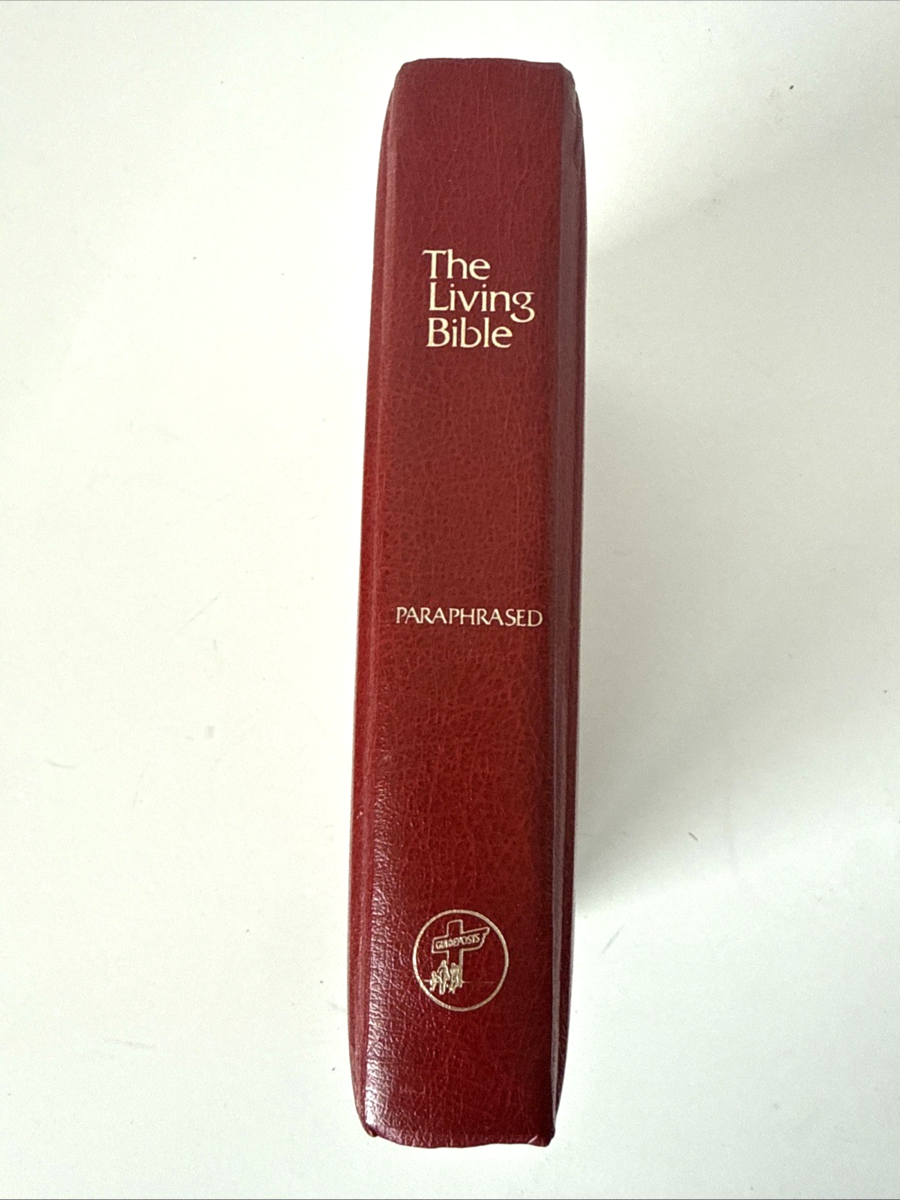 The
Living
Bible
PARAPHRASED
GUIDEPOSTS